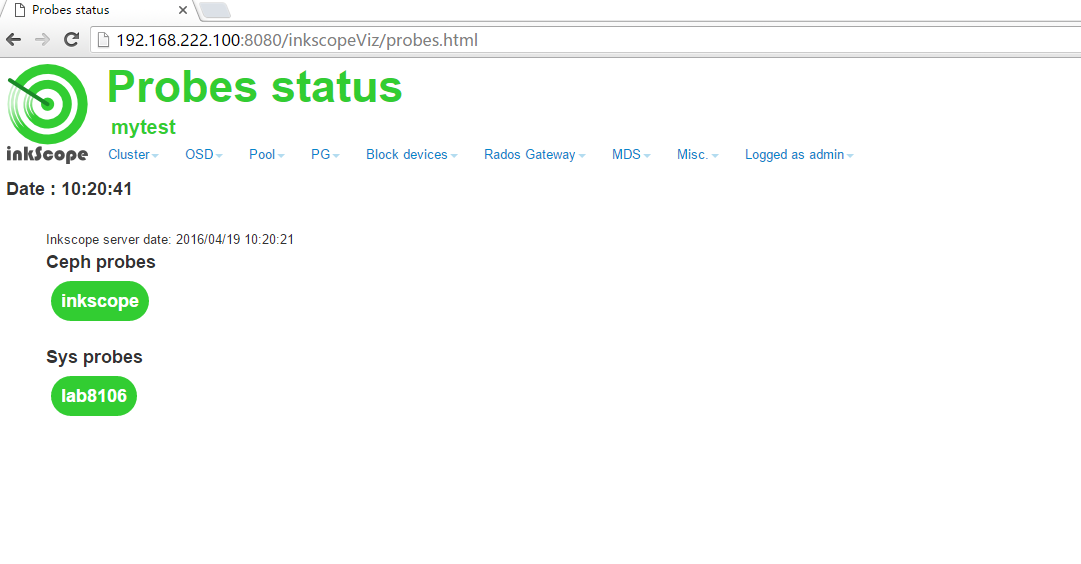 Probes status
192.168.222.100:8080/inkscopeViz/probes.html
Probes status
mytest
inkScope
Cluster OSD Pool PG Block devices Rados Gateway MDS Misc. Logged as admin
Date : 10:20:41
Inkscope server date: 2016/04/19 10:20:21
Ceph probes
inkscope
Sys probes
lab8106